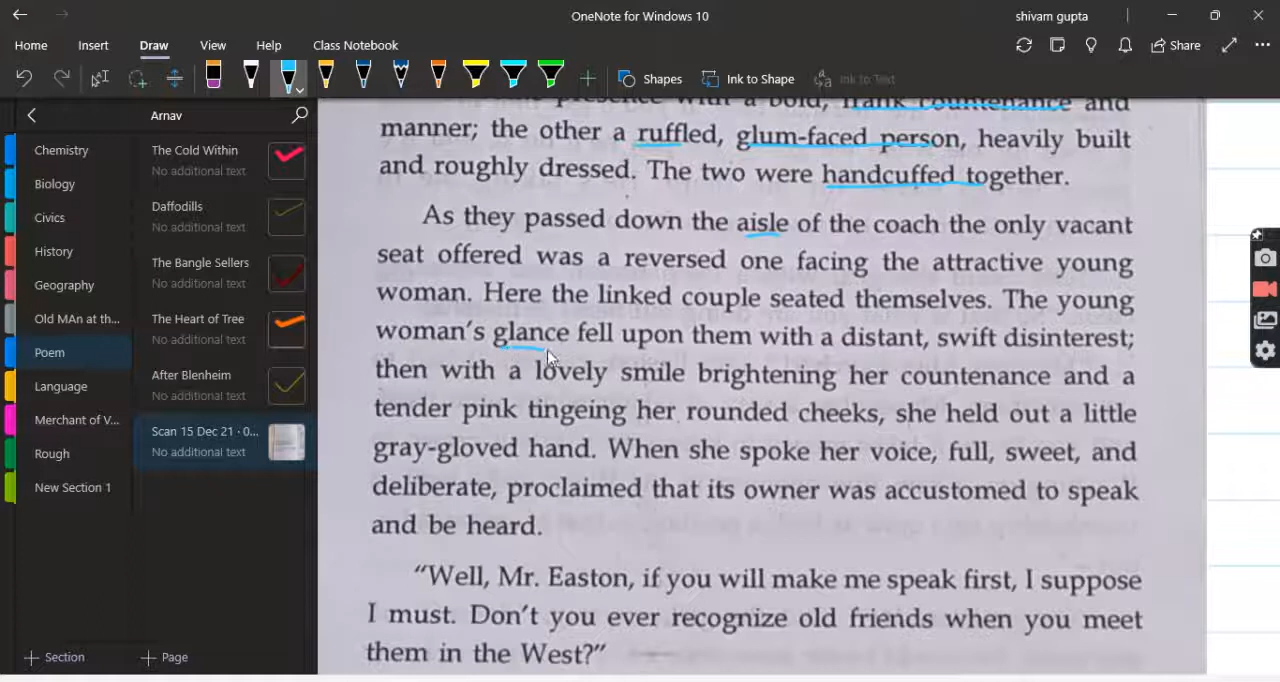 OneNote for Windows 10
shivam gupta
Home Insert Draw View Help Class Notebook
Share
Shapes Ink to Shape Ink to Text
Arnav
Chemistry
Biology
Civics
History
Geography
Old MAn at th...
Poem
Language
Merchant of V...
Rough
New Section 1
Section
The Cold Within
No additional text
Daffodills
No additional text
The Bangle Sellers
No additional text
The Heart of Tree
No additional text
After Blenheim
No additional text
Scan 15 Dec 21 · 0...
No additional text
Page
presence with a bold, frank countenance and
manner; the other a ruffled, glum-faced person, heavily built
and roughly dressed. The two were handcuffed together.
As they passed down the aisle of the coach the only vacant
seat offered was a reversed one facing the attractive young
woman. Here the linked couple seated themselves. The young
woman's glance fell upon them with a distant, swift disinterest;
then with a lovely smile brightening her countenance and a
tender pink tingeing her rounded cheeks, she held out a little
gray-gloved hand. When she spoke her voice, full, sweet, and
deliberate, proclaimed that its owner was accustomed to speak
and be heard.
"Well, Mr. Easton, if you will make me speak first, I suppose
I must. Don't you ever recognize old friends when you meet
them in the West?"